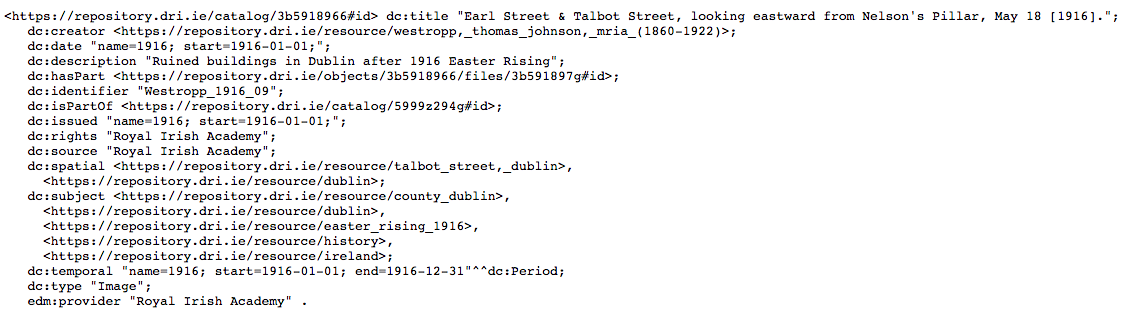 <https://repository.dri.ie/catalog/3b5918966#id> dc:title "Earl Street & Talbot Street, looking eastward from Nelson's Pillar, May 18 [1916].";
dc:creator <https://repository.dri.ie/resource/westropp,_thomas_johnson,_mria_(1860-1922)>;
dc:date "name=1916; start=1916-01-01;";
dc:description "Ruined buildings in Dublin after 1916 Easter Rising";
dc:hasPart <https://repository.dri.ie/objects/3b5918966/files/3b591897g#id>;
dc:identifier "Westropp_1916_09";
dc:isPartOf <https://repository.dri.ie/catalog/5999z294g#id>;
dc:issued "name=1916; start=1916-01-01;";
dc:rights "Royal Irish Academy";
dc:source "Royal Irish Academy";
dc:spatial <https://repository.dri.ie/resource/talbot_street,_dublin>,
<https://repository.dri.ie/resource/dublin>;
dc:subject <https://repository.dri.ie/resource/county_dublin>,
<https://repository.dri.ie/resource/dublin>,
<https://repository.dri.ie/resource/easter_rising_1916>,
<https://repository.dri.ie/resource/history>,
<https://repository.dri.ie/resource/ireland>;
dc:temporal "name=1916; start=1916-01-01; end=1916-12-31"^^dc:Period;
dc:type "Image";
edm:provider "Royal Irish Academy" .